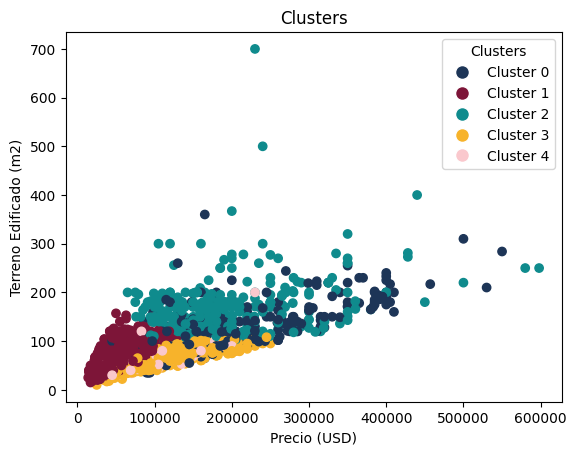 Clusters
700
600
500
400
300
200
100
0
Terreno Edificado (m2)
Clusters
Cluster 0
Cluster 1
Cluster 2
Cluster 3
Cluster 4
0 100000 200000 300000 400000 500000 600000
Precio (USD)